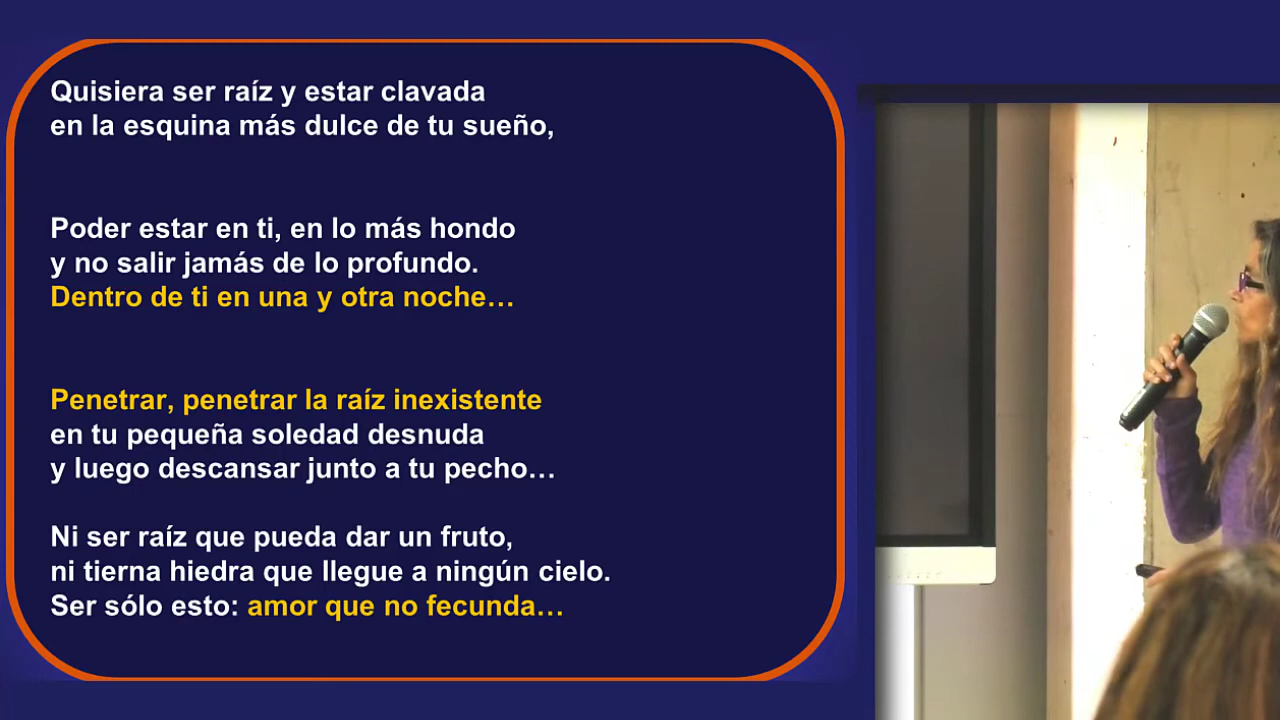 Quisiera ser raíz y estar clavada
en la esquina más dulce de tu sueño,
Poder estar en ti, en lo más hondo
y no salir jamás de lo profundo.
Dentro de ti en una y otra noche…
Penetrar, penetrar la raíz inexistente
en tu pequeña soledad desnuda
y luego descansar junto a tu pecho…
Ni ser raíz que pueda dar un fruto,
ni tierna hiedra que llegue a ningún cielo.
Ser sólo esto: amor que no fecunda…